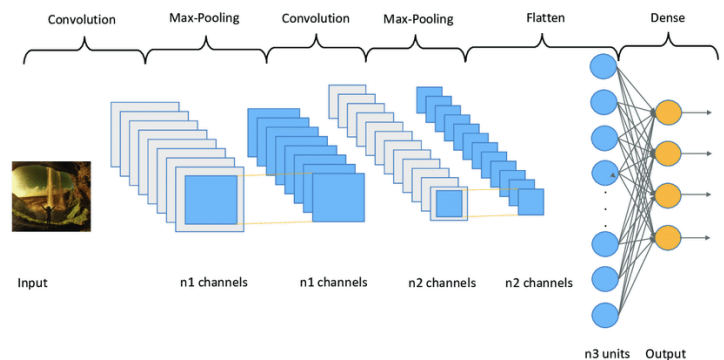 Convolution
Max-Pooling
Convolution
Max-Pooling
Flatten
Dense
Input
n1 channels
n1 channels
n2 channels
n2 channels
n3 units
Output